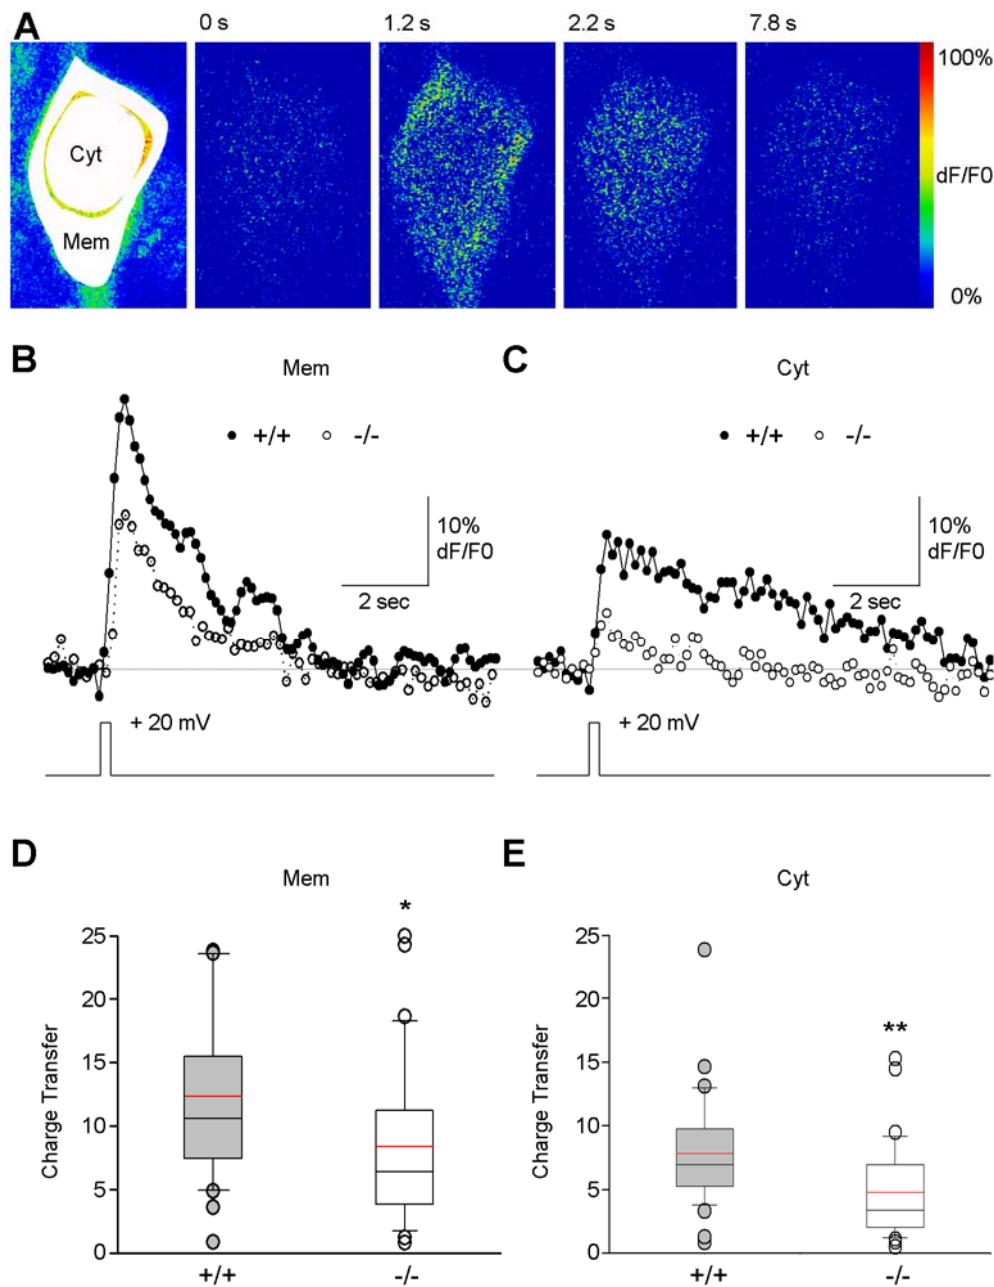 A
0 s
1.2 s
2.2 s
7.8 s
Cyt
Mem
100%
dF/F0
0%
B
Mem
+/+
-/-
10%
dF/F0
2 sec
+ 20 mV
C
Cyt
+/+
-/-
10%
dF/F0
2 sec
+ 20 mV
D
Mem
*
Charge Transfer
25
20
15
10
5
0
+/+
-/-
E
Cyt
**
Charge Transfer
25
20
15
10
5
0
+/+
-/-